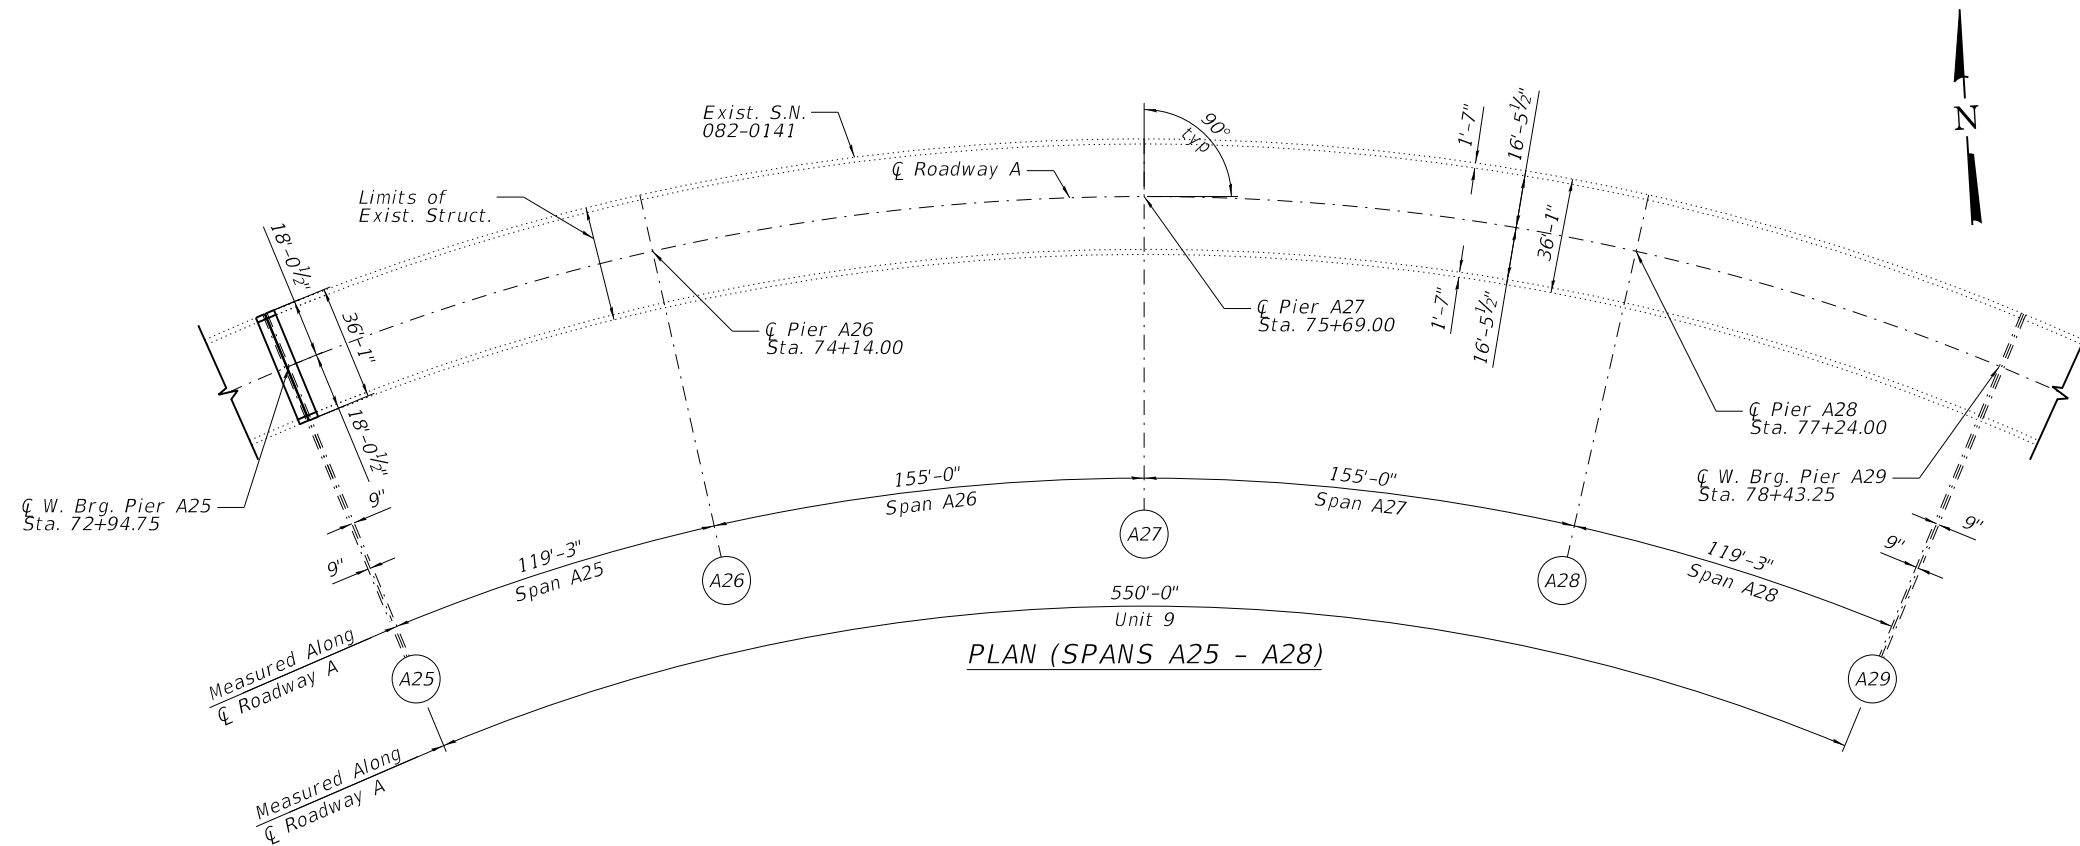 Exist. S.N.
082-0141
℄ Roadway A
90°
typ
1'-7"
16'-5½"
N
Limits of
Exist. Struct.
18'-0½"
36'-1"
18'-0½"
36'-1"
1'-7"
16'-5½"
℄ Pier A26
Sta. 74+14.00
℄ Pier A27
Sta. 75+69.00
℄ Pier A28
Sta. 77+24.00
℄ W. Brg. Pier A25
Sta. 72+94.75
℄ W. Brg. Pier A29
Sta. 78+43.25
9"
9"
9"
9"
119'-3"
Span A25
155'-0"
Span A26
155'-0"
Span A27
119'-3"
Span A28
A25
A26
A27
A28
A29
550'-0"
Unit 9
Measured Along
℄ Roadway A
Measured Along
℄ Roadway A
PLAN (SPANS A25 - A28)